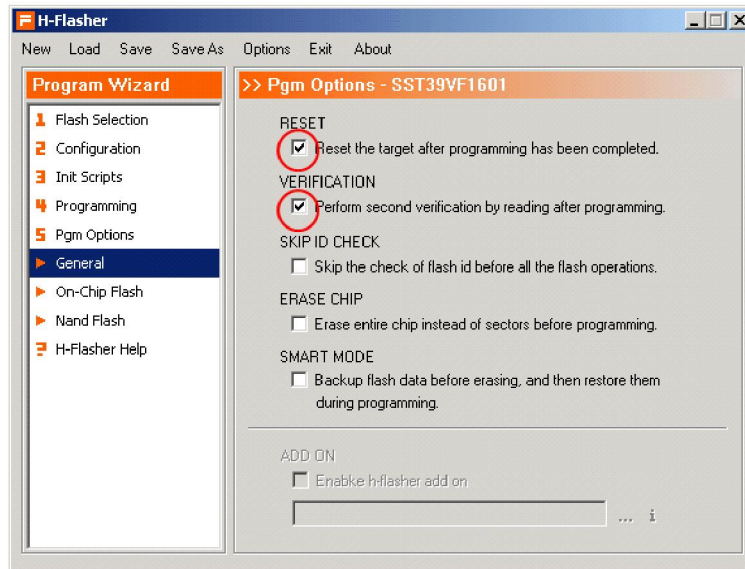 H-Flasher
New Load Save Save As Options Exit About
Program Wizard
1 Flash Selection
2 Configuration
3 Init Scripts
4 Programming
5 Pgm Options
General
On-Chip Flash
Nand Flash
? H-Flasher Help
>> Pgm Options - SST39VF1601
RESET
Reset the target after programming has been completed.
VERIFICATION
Perform second verification by reading after programming.
SKIP ID CHECK
Skip the check of flash id before all the flash operations.
ERASE CHIP
Erase entire chip instead of sectors before programming.
SMART MODE
Backup flash data before erasing, and then restore them
during programming.
ADD ON
Enabke h-flasher add on
... i